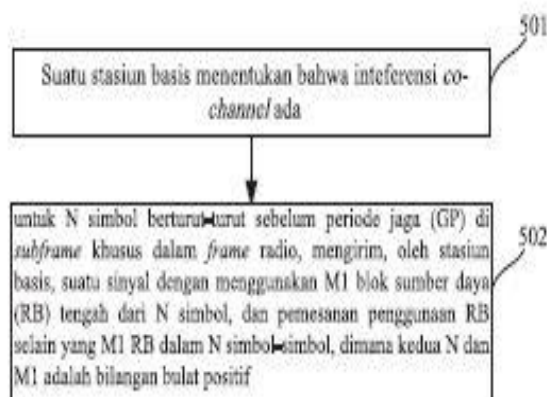 501
Suatu stasiun basis menentukan bahwa inteferensi co-
channel ada
untuk N simbol berturut-turut sebelum periode jaga (GP) di
subframe khusus dalam frame radio, mengirim, oleh stasiun
basis, suatu sinyal dengan menggunakan M1 blok sumber daya
(RB) tengah dari N simbol, dan pemesanan penggunaan RB
selain yang M1 RB dalam N simbol-simbol, dimana kedua N dan
M1 adalah bilangan bulat positif
502